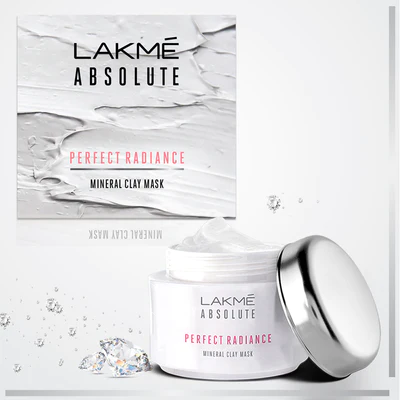 LAKMÉ
ABSOLUTE
PERFECT RADIANCE
MINERAL CLAY MASK
MINERAL CLAY MASK
LAKMÉ
ABSOLUTE
PERFECT RADIANCE
MINERAL CLAY MASK